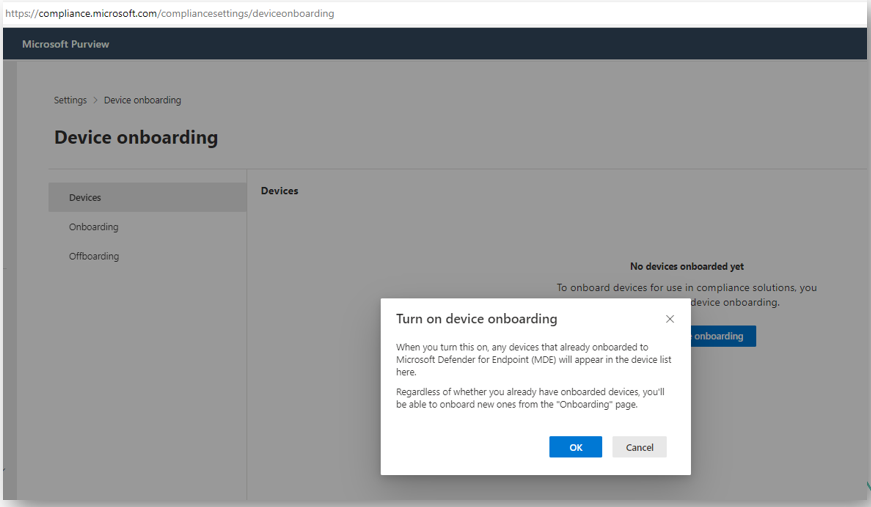 https://compliance.microsoft.com/compliancesettings/deviceonboarding
Microsoft Purview
Settings > Device onboarding
Device onboarding
Devices
Onboarding
Offboarding
Devices
No devices onboarded yet
To onboard devices for use in compliance solutions, you
device onboarding.
onboarding
Turn on device onboarding
When you turn this on, any devices that already onboarded to
Microsoft Defender for Endpoint (MDE) will appear in the device list
here.
Regardless of whether you already have onboarded devices, you'll
be able to onboard new ones from the "Onboarding" page.
OK
Cancel